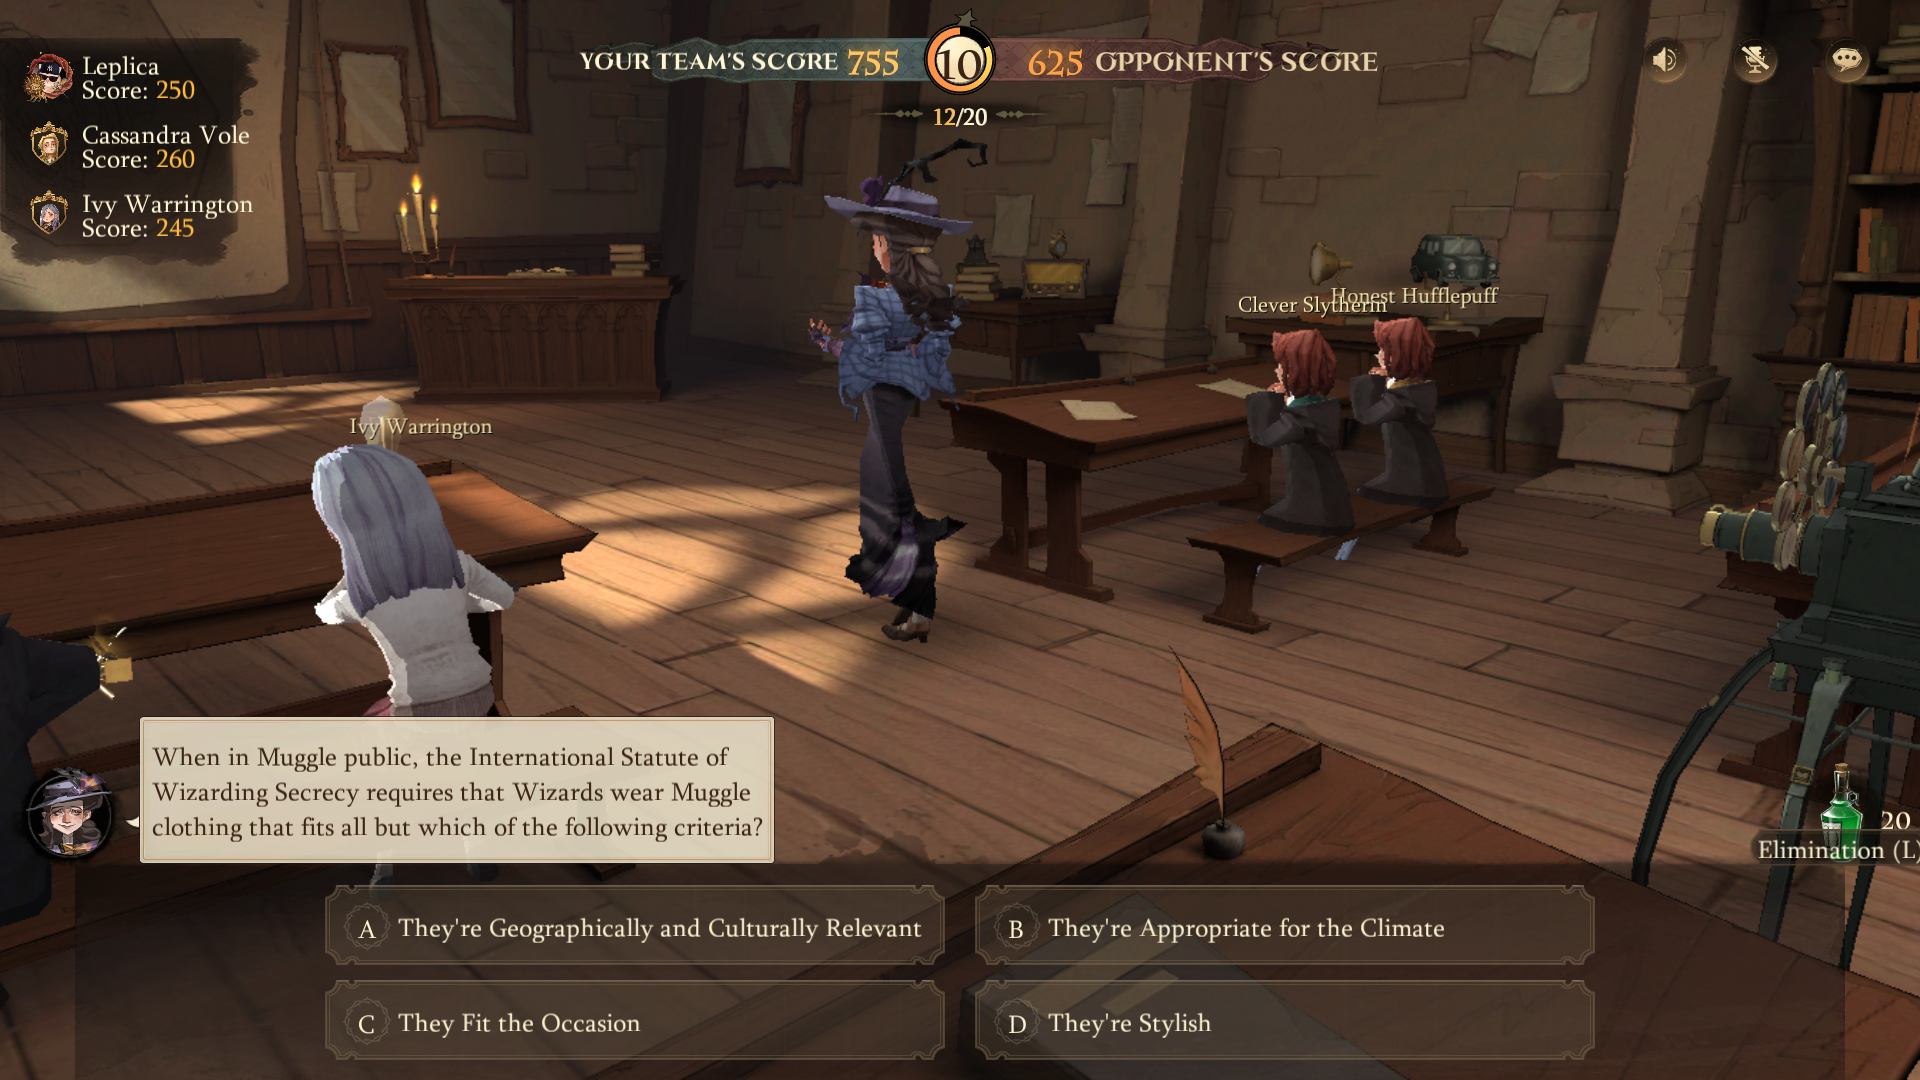 Leplica
Score: 250
Cassandra Vole
Score: 260
Ivy Warrington
Score: 245
YOUR TEAM'S SCORE 755
10
625 OPPONENT'S SCORE
12/20
Clever Slytherin
Honest Hufflepuff
Ivy Warrington
When in Muggle public, the International Statute of
Wizarding Secrecy requires that Wizards wear Muggle
clothing that fits all but which of the following criteria?
20
Elimination (L)
A They're Geographically and Culturally Relevant
B They're Appropriate for the Climate
C They Fit the Occasion
D They're Stylish